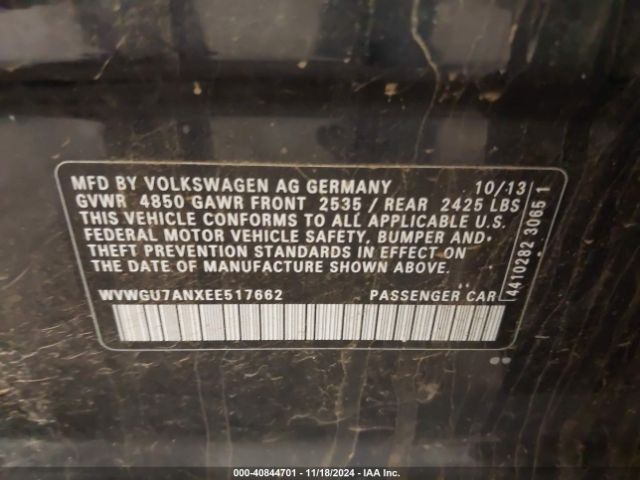 MFD BY VOLKSWAGEN AG GERMANY 10/13
GVWR 4850 GAWR FRONT 2535 / REAR 2425 LBS
THIS VEHICLE CONFORMS TO ALL APPLICABLE U.S.
FEDERAL MOTOR VEHICLE SAFETY, BUMPER AND
THEFT PREVENTION STANDARDS IN EFFECT ON
THE DATE OF MANUFACTURE SHOWN ABOVE.
WVWGU7ANXEE517662 PASSENGER CAR
4410282 3065 1
000-40844701 - 11/18/2024 - IAA Inc.